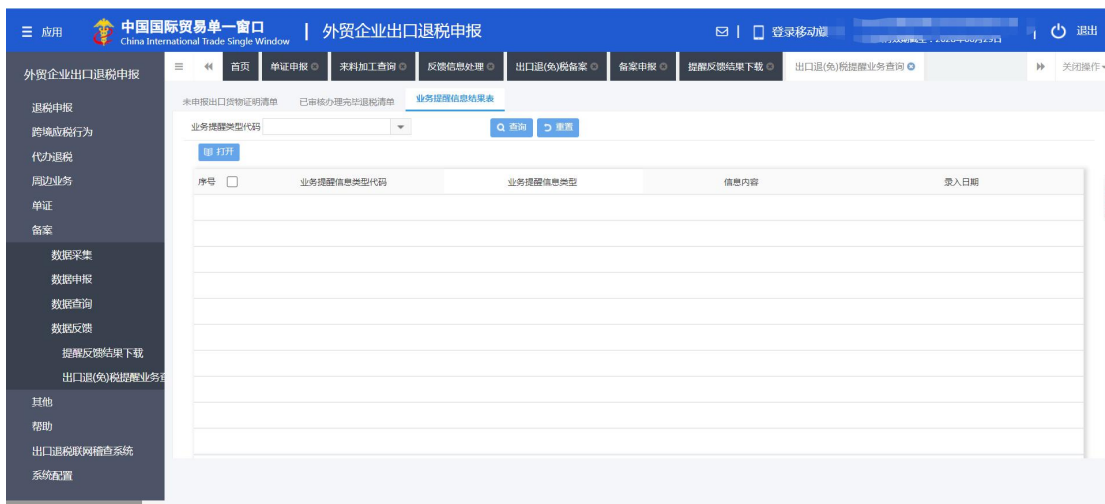 应用
中国国际贸易单一窗口
China International Trade Single Window
外贸企业出口退税申报
登录移动端
退出
外贸企业出口退税申报
首页
单证申报
来料加工查询
反馈信息处理
出口退(免)税备案
备案申报
提醒反馈结果下载
出口退(免)税提醒业务查询
关闭操作
退税申报
跨境应税行为
代办退税
周边业务
单证
备案
数据采集
数据申报
数据查询
数据反馈
提醒反馈结果下载
出口退(免)税提醒业务查
其他
帮助
出口退税联网稽查系统
系统配置
未申报出口货物证明清单
已审核办理完毕退税清单
业务提醒信息结果表
业务提醒类型代码
查询
重置
打开
序号
业务提醒信息类型代码
业务提醒信息类型
信息内容
录入日期